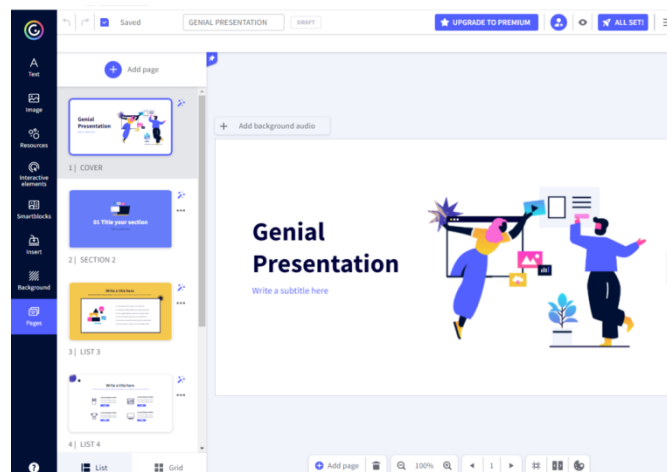 Saved
GENIAL PRESENTATION
DRAFT
UPGRADE TO PREMIUM
ALL SET!
Text
Image
Resources
Interactive
elements
Smartblocks
Insert
Background
Pages
?
Add page
Genial
Presentation
1 | COVER
01 Title your section
2 | SECTION 2
Write a title here
3 | LIST 3
Write a title here
4 | LIST 4
List
Grid
+ Add background audio
Genial
Presentation
Write a subtitle here
Add page
100%
1